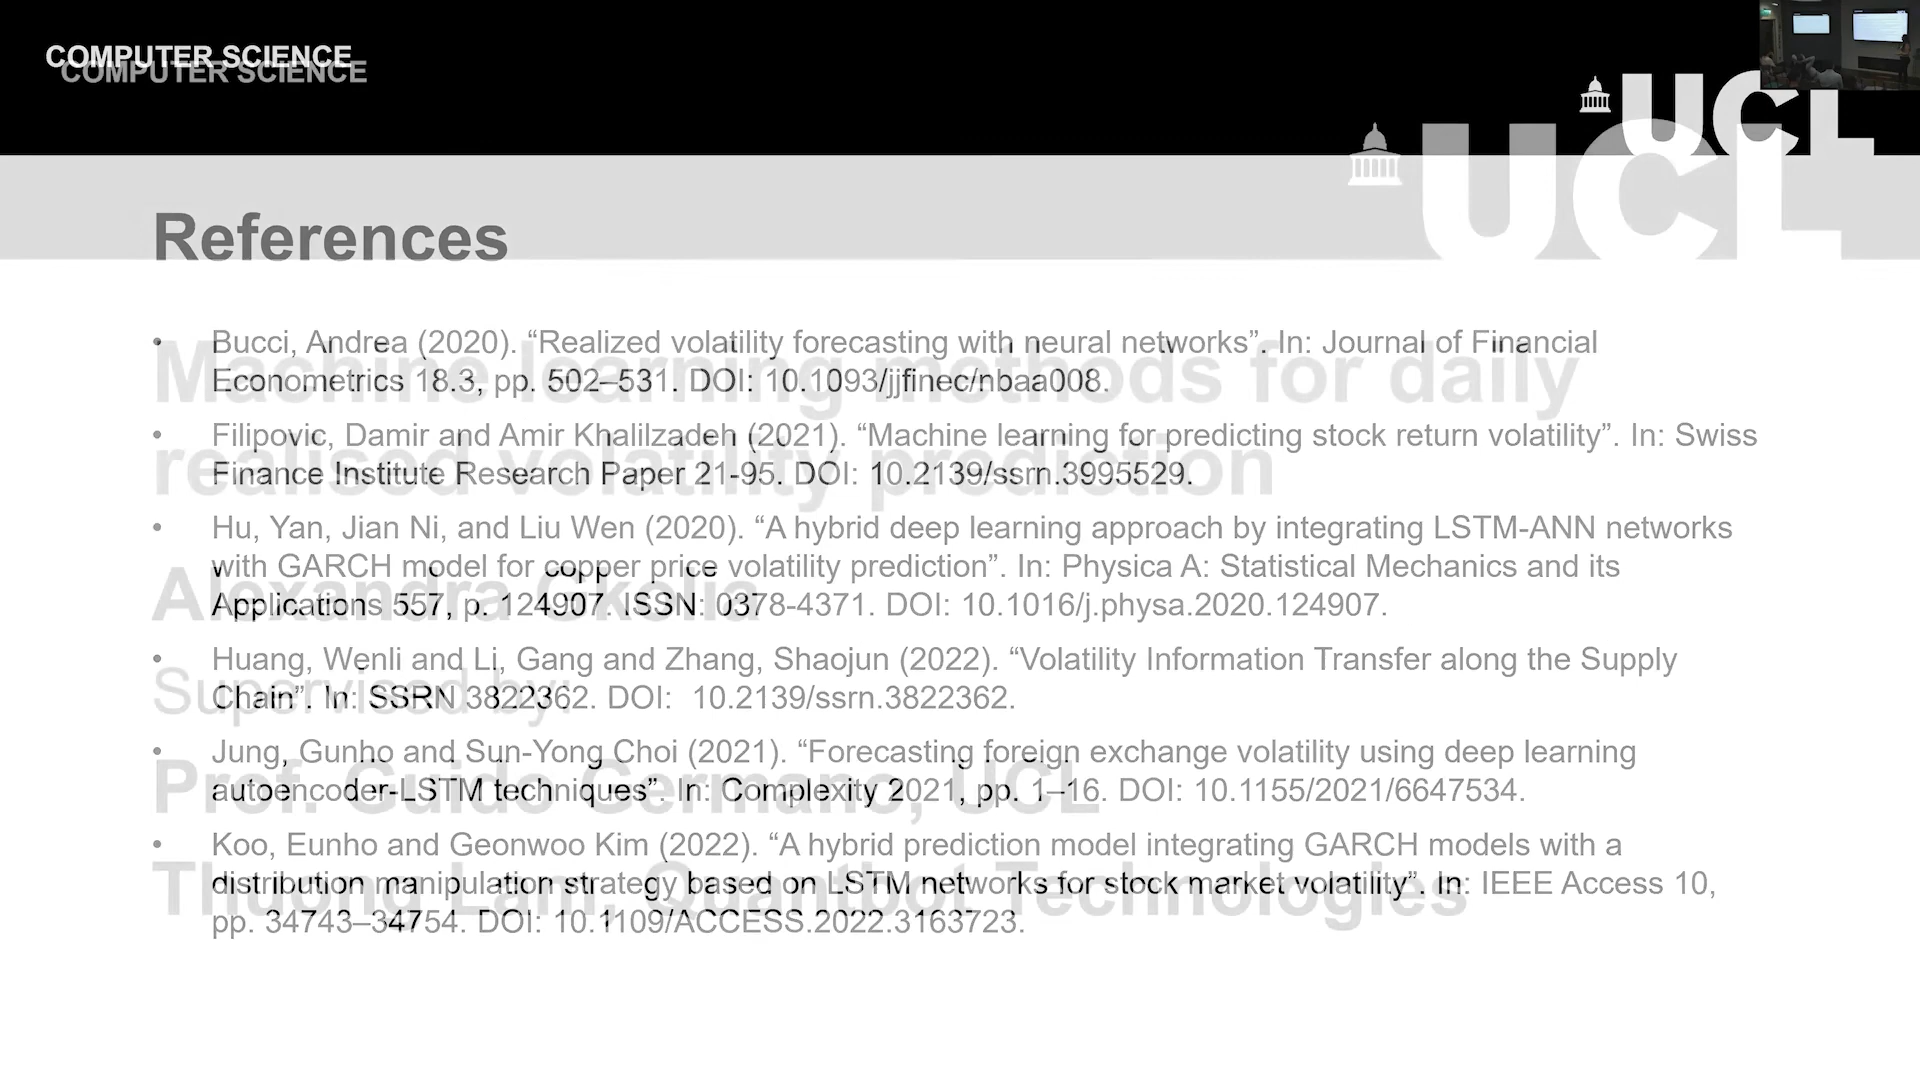 COMPUTER SCIENCE
COMPUTER SCIENCE
UCL
UCL
References
• Bucci, Andrea (2020). “Realized volatility forecasting with neural networks”. In: Journal of Financial
Econometrics 18.3, pp. 502–531. DOI: 10.1093/jjfinec/nbaa008.
• Filipovic, Damir and Amir Khalilzadeh (2021). “Machine learning for predicting stock return volatility”. In: Swiss
Finance Institute Research Paper 21-95. DOI: 10.2139/ssrn.3995529.
• Hu, Yan, Jian Ni, and Liu Wen (2020). “A hybrid deep learning approach by integrating LSTM-ANN networks
with GARCH model for copper price volatility prediction”. In: Physica A: Statistical Mechanics and its
Applications 557, p. 124907. ISSN: 0378-4371. DOI: 10.1016/j.physa.2020.124907.
• Huang, Wenli and Li, Gang and Zhang, Shaojun (2022). “Volatility Information Transfer along the Supply
Chain”. In: SSRN 3822362. DOI: 10.2139/ssrn.3822362.
• Jung, Gunho and Sun-Yong Choi (2021). “Forecasting foreign exchange volatility using deep learning
autoencoder-LSTM techniques”. In: Complexity 2021, pp. 1–16. DOI: 10.1155/2021/6647534.
• Koo, Eunho and Geonwoo Kim (2022). “A hybrid prediction model integrating GARCH models with a
distribution manipulation strategy based on LSTM networks for stock market volatility”. In: IEEE Access 10,
pp. 34743–34754. DOI: 10.1109/ACCESS.2022.3163723.
Machine learning methods for daily
realised volatility prediction
Alexandra
Supervised by:
Prof. Guido Germano, UCL
Thuong Lam, Quantbot Technologies